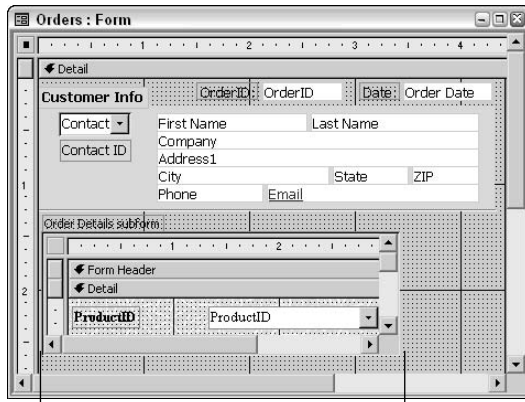 Orders : Form
1 2 3 4
Detail
Customer Info OrderID: OrderID Date: Order Date
Contact First Name Last Name
Contact ID Company
Address1
City State ZIP
1
Phone Email
Order Details subform
1 2
Form Header
2
Detail
ProductID ProductID